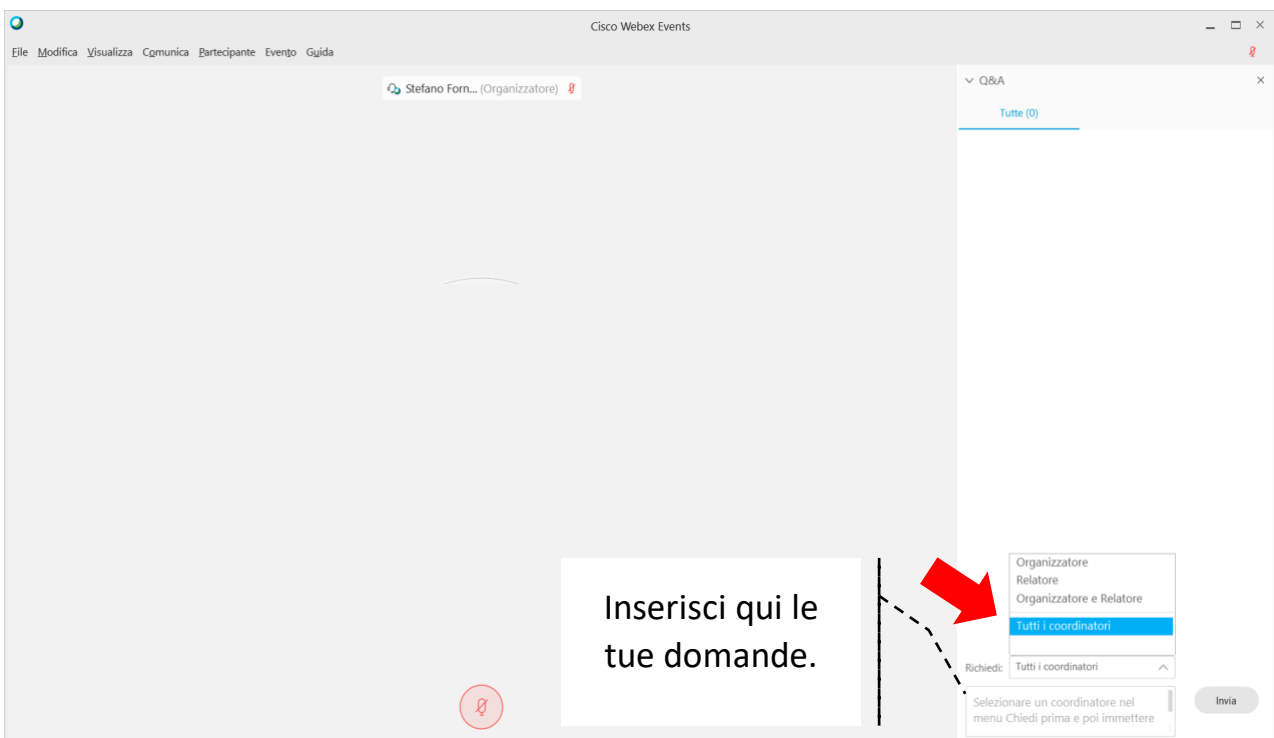 Cisco Webex Events
File Modifica Visualizza Comunica Partecipante Evento Guida
Stefano Forn... (Organizzatore)
Q&A
Tutte (0)
Inserisci qui le
tue domande.
Organizzatore
Relatore
Organizzatore e Relatore
Tutti i coordinatori
Richiedi: Tutti i coordinatori
Selezionare un coordinatore nel
menu Chiedi prima e poi immettere
Invia